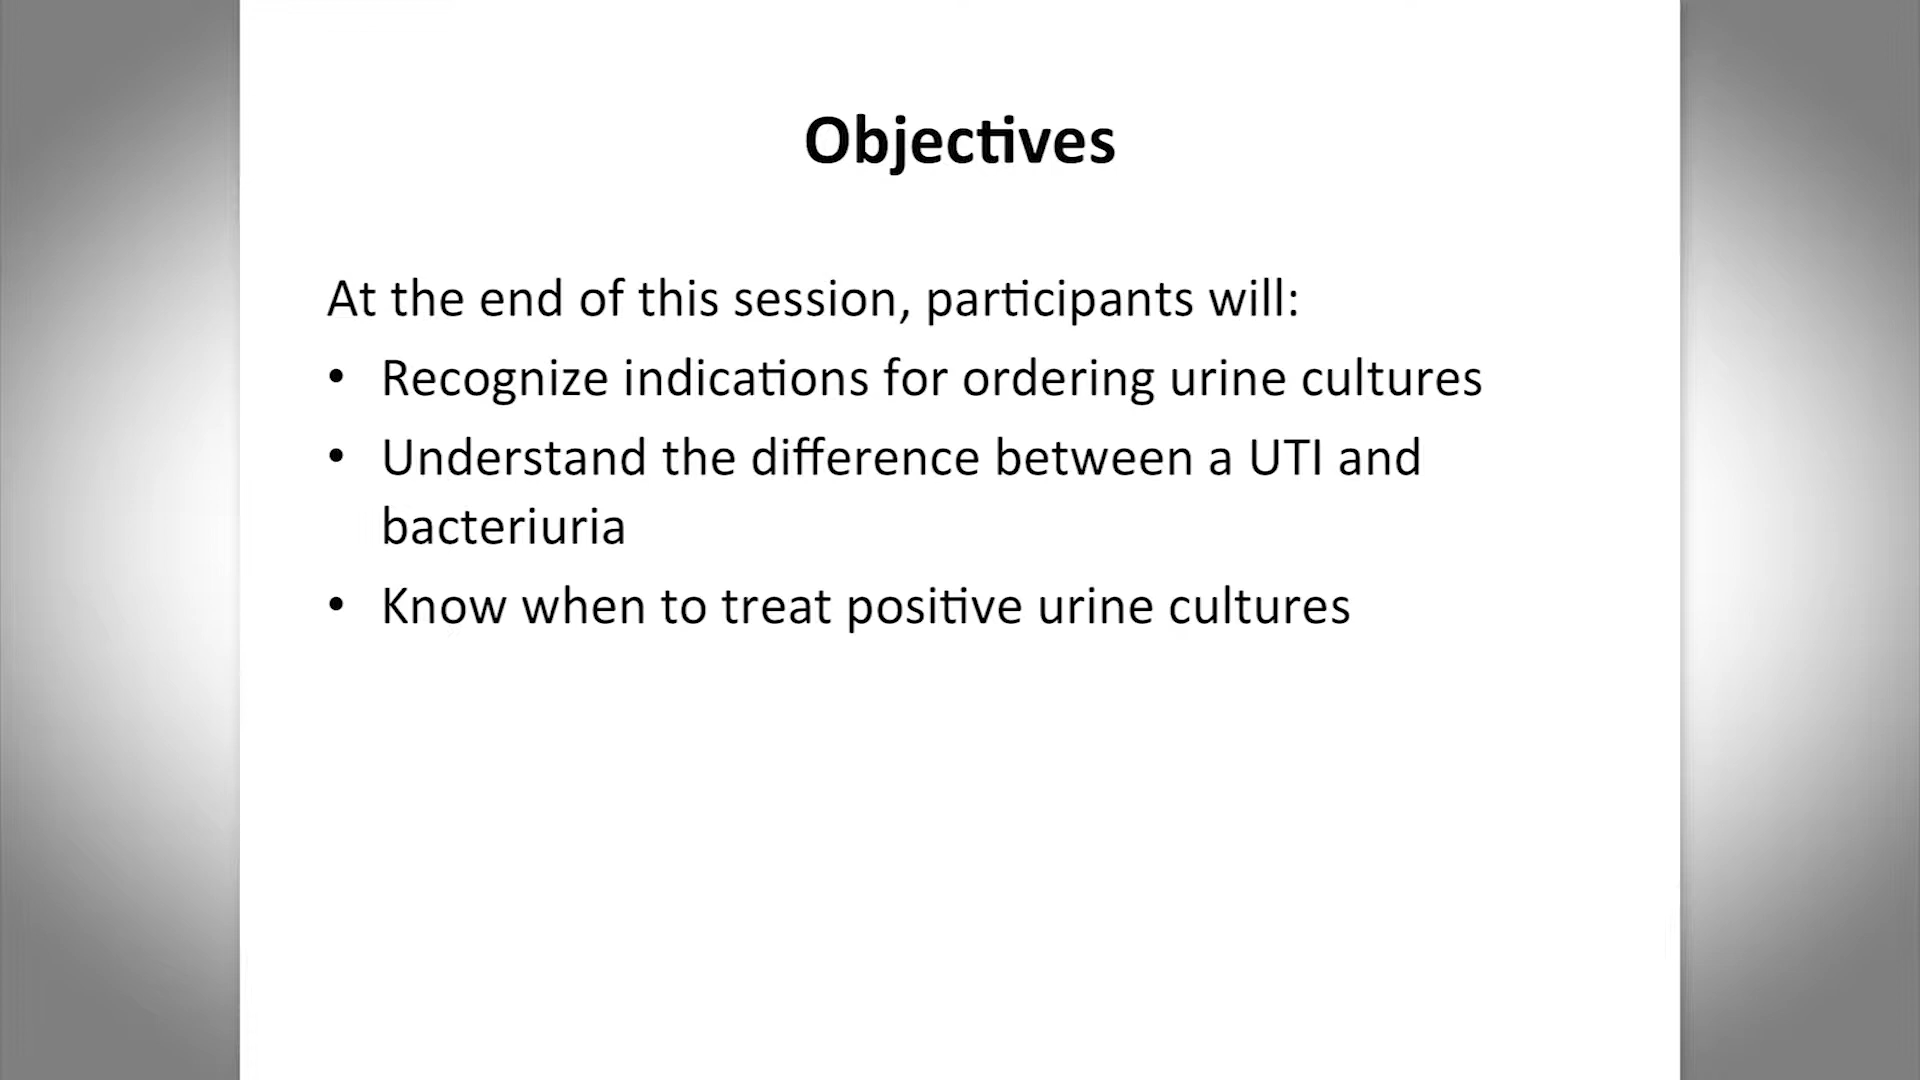 Objectives
At the end of this session, participants will:
• Recognize indications for ordering urine cultures
• Understand the difference between a UTI and
bacteriuria
• Know when to treat positive urine cultures